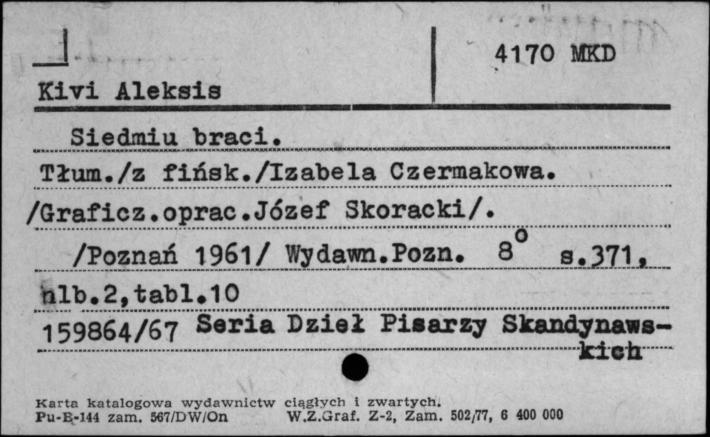 4170 MKD
Kivi Aleksis
Siedmiu braci.
Tłum./z fińsk./Izabela Czermakowa.
/Graficz.oprac.Józef Skoracki/.
/Poznań 1961/ Wydawn.Pozn. 8° s.371,
nlb.2,tabl.10
159864/67 Seria Dzieł Pisarzy Skandynaws-
kich
Karta katalogowa wydawnictw ciągłych i zwartych.
Pu-B-144 zam. 567/DW/On W.Z.Graf. Z-2, Zam. 502/77, 6 400 000